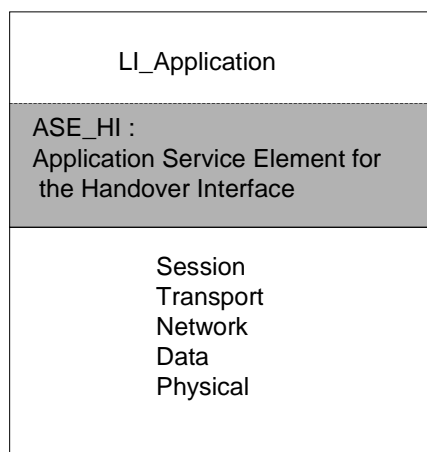 LI_Application
ASE_HI :
Application Service Element for
the Handover Interface
Session
Transport
Network
Data
Physical